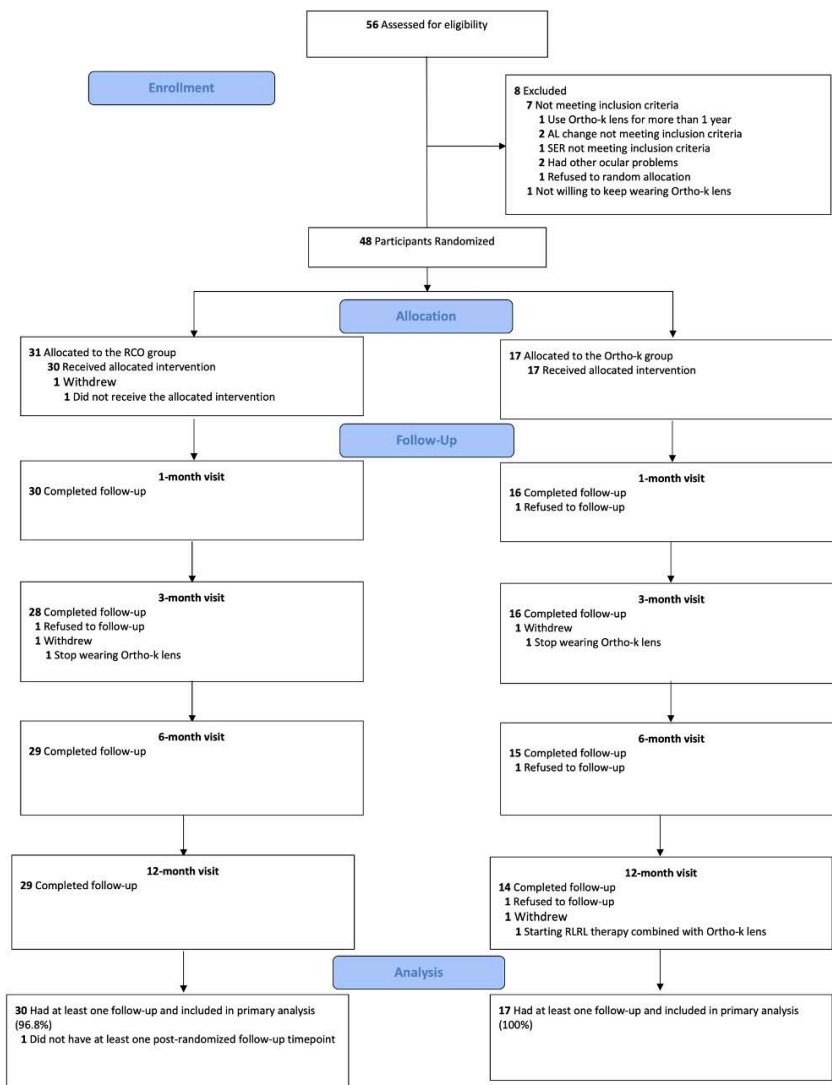 56 Assessed for eligibility
Enrollment
8 Excluded
7 Not meeting inclusion criteria
1 Use Ortho-k lens for more than 1 year
2 AL change not meeting inclusion criteria
1 SER not meeting inclusion criteria
2 Had other ocular problems
1 Refused to random allocation
1 Not willing to keep wearing Ortho-k lens
48 Participants Randomized
Allocation
31 Allocated to the RCO group
30 Received allocated intervention
1 Withdrew
1 Did not receive the allocated intervention
17 Allocated to the Ortho-k group
17 Received allocated intervention
Follow-Up
1-month visit
30 Completed follow-up
1-month visit
16 Completed follow-up
1 Refused to follow-up
3-month visit
28 Completed follow-up
1 Refused to follow-up
1 Withdrew
1 Stop wearing Ortho-k lens
3-month visit
16 Completed follow-up
1 Withdrew
1 Stop wearing Ortho-k lens
6-month visit
29 Completed follow-up
6-month visit
15 Completed follow-up
1 Refused to follow-up
12-month visit
29 Completed follow-up
12-month visit
14 Completed follow-up
1 Refused to follow-up
1 Withdrew
1 Starting RLRL therapy combined with Ortho-k lens
Analysis
30 Had at least one follow-up and included in primary analysis
(96.8%)
1 Did not have at least one post-randomized follow-up timepoint
17 Had at least one follow-up and included in primary analysis
(100%)